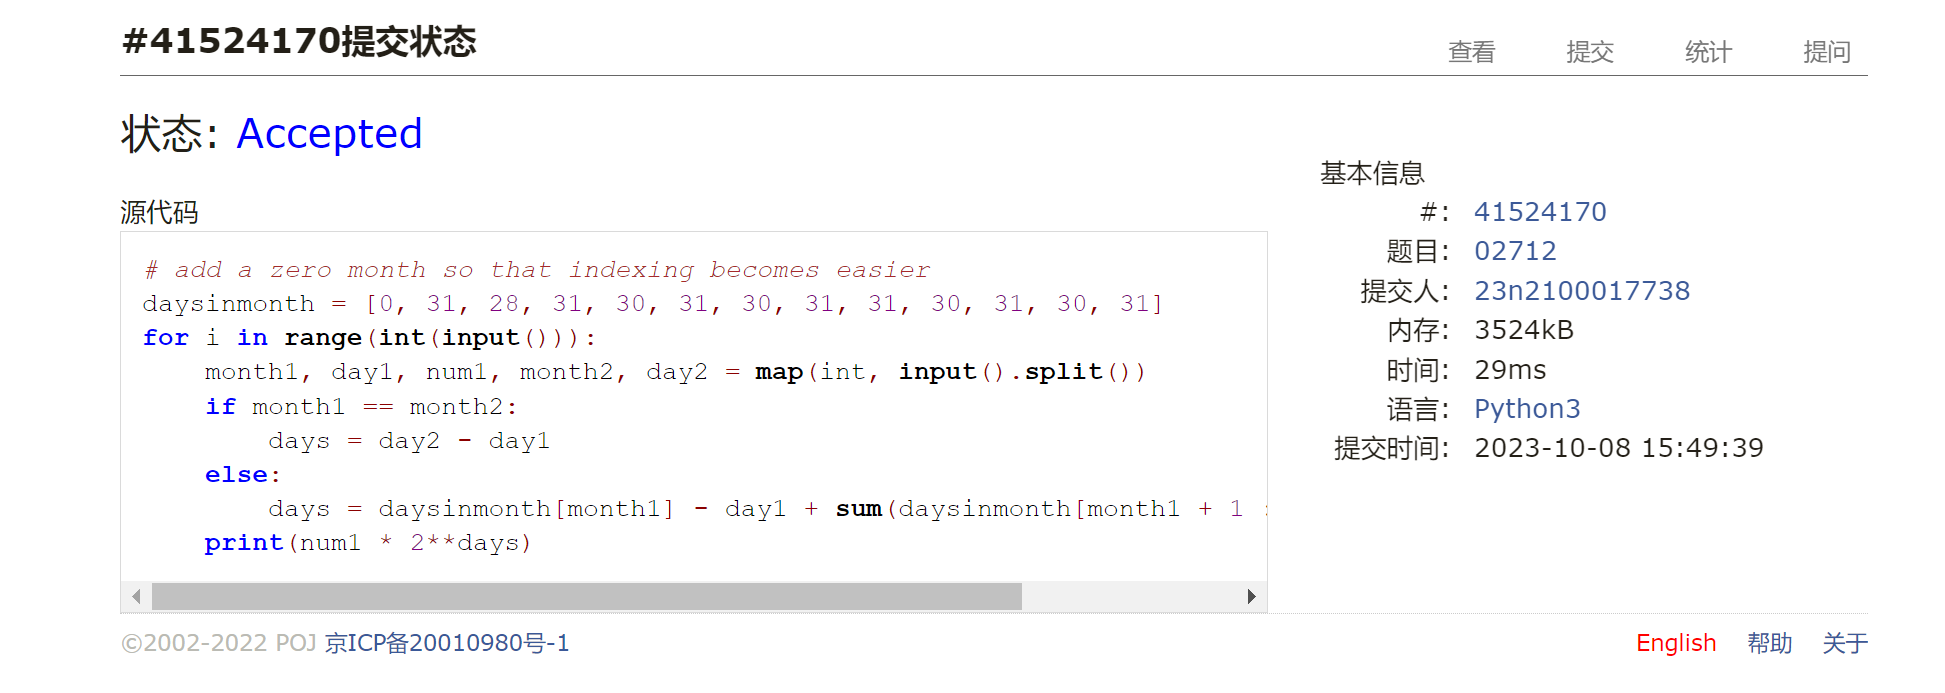 #41524170提交状态
查看 提交 统计 提问
状态: Accepted
源代码
# add a zero month so that indexing becomes easier
daysinmonth = [0, 31, 28, 31, 30, 31, 30, 31, 31, 30, 31, 30, 31]
for i in range(int(input())):
    month1, day1, num1, month2, day2 = map(int, input().split())
    if month1 == month2:
        days = day2 - day1
    else:
        days = daysinmonth[month1] - day1 + sum(daysinmonth[month1 + 1 :
    print(num1 * 2**days)
基本信息
#: 41524170
题目: 02712
提交人: 23n2100017738
内存: 3524kB
时间: 29ms
语言: Python3
提交时间: 2023-10-08 15:49:39
©2002-2022 POJ 京ICP备20010980号-1
English 帮助 关于